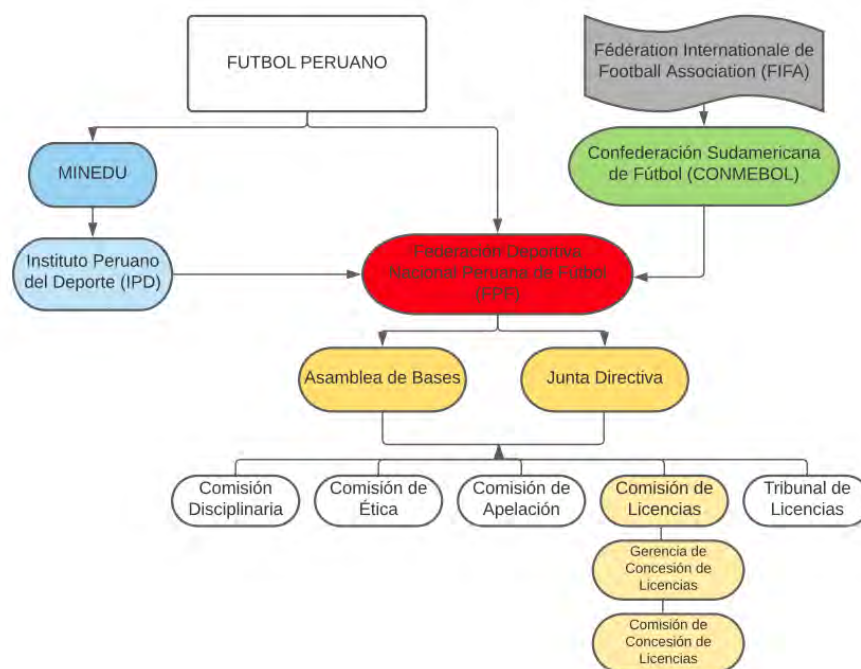 FUTBOL PERUANO
Fédération Internationale de
Football Association (FIFA)
MINEDU
Confederación Sudamericana
de Fútbol (CONMEBOL)
Instituto Peruano
del Deporte (IPD)
Federación Deportiva
Nacional Peruana de Fútbol
(FPF)
Asamblea de Bases
Junta Directiva
Comisión
Disciplinaria
Comisión de
Ética
Comisión de
Apelación
Comisión de
Licencias
Tribunal de
Licencias
Gerencia de
Concesión de
Licencias
Comisión de
Concesión de
Licencias